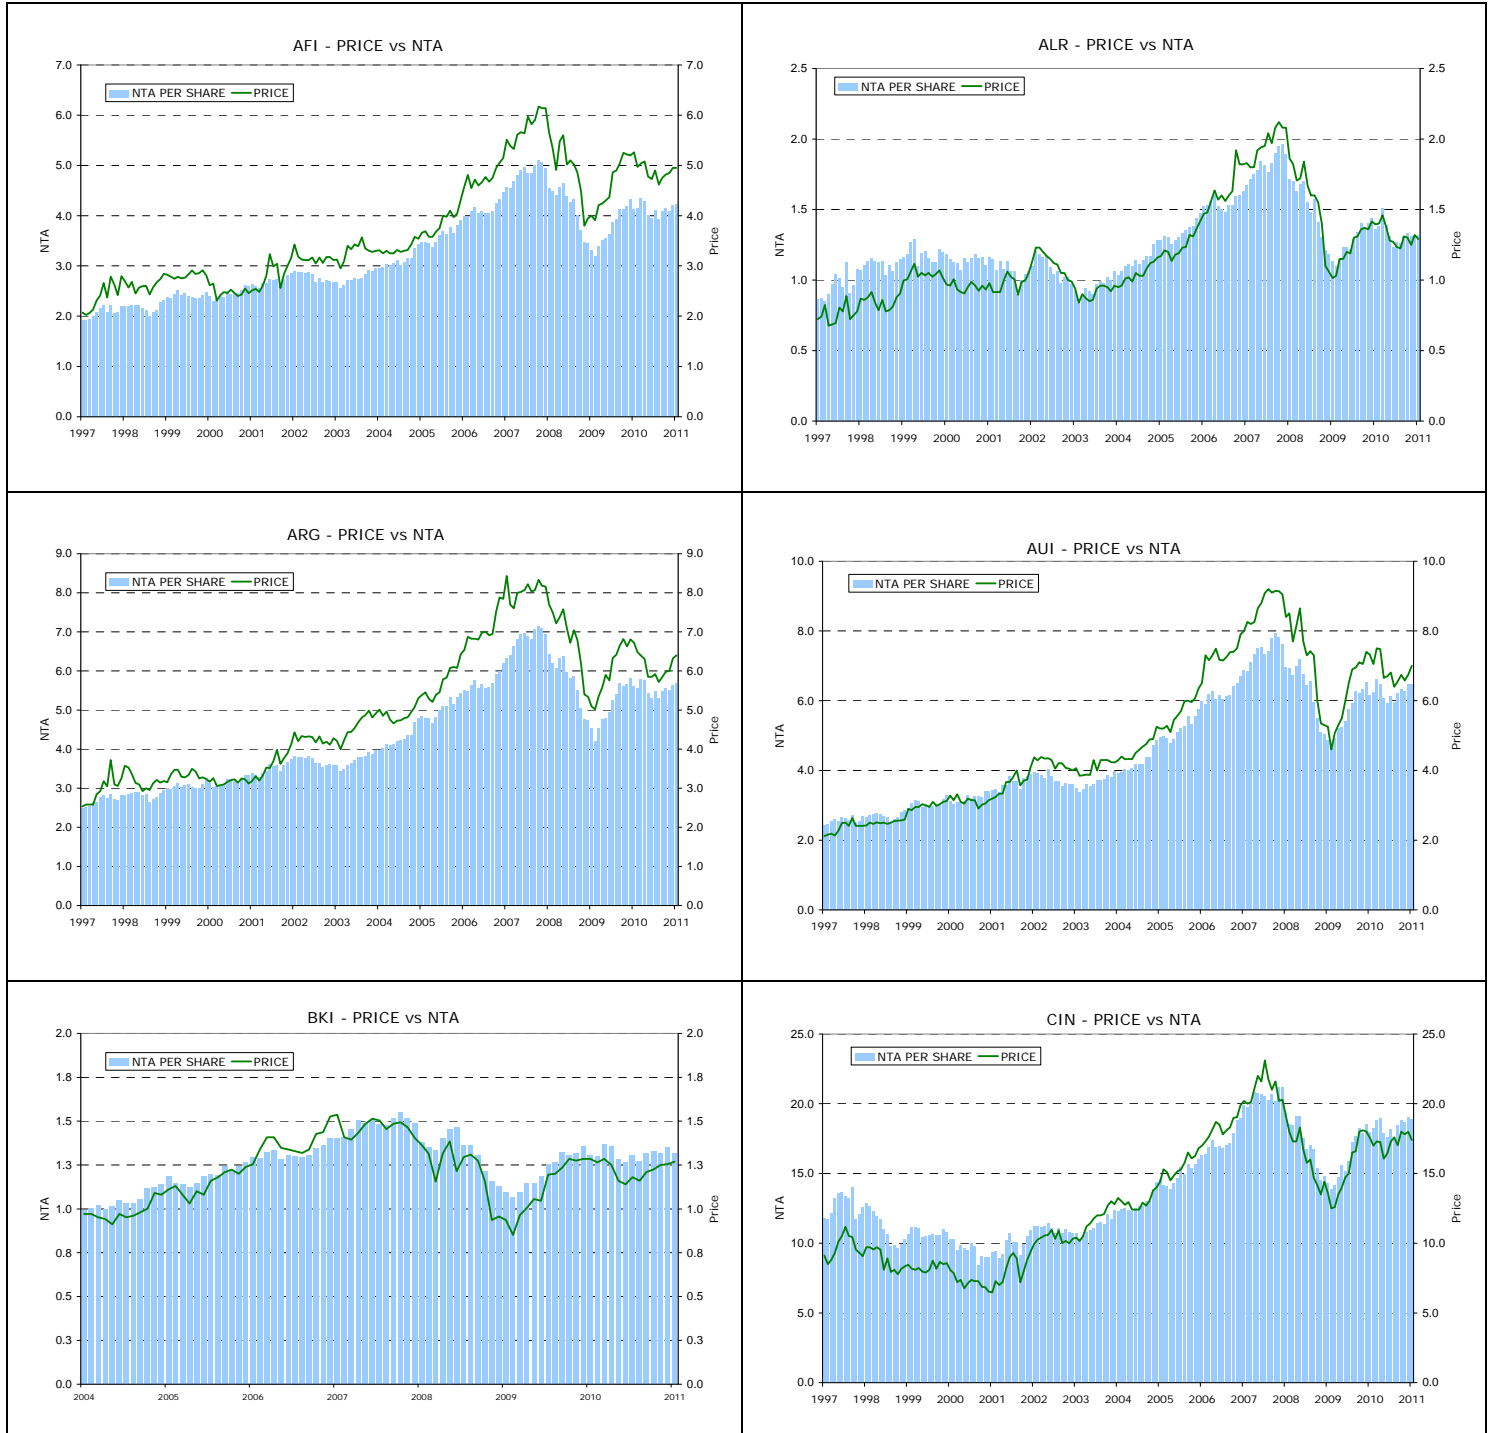 AFI - PRICE vs NTA
NTA PER SHARE PRICE
7.0 7.0
6.0 6.0
5.0 5.0
4.0 4.0
3.0 3.0
2.0 2.0
1.0 1.0
0.0 0.0
NTA
Price
1997 1998 1999 2000 2001 2002 2003 2004 2005 2006 2007 2008 2009 2010 2011
ALR - PRICE vs NTA
NTA PER SHARE PRICE
2.5 2.5
2.0 2.0
1.5 1.5
1.0 1.0
0.5 0.5
0.0 0.0
NTA
Price
1997 1998 1999 2000 2001 2002 2003 2004 2005 2006 2007 2008 2009 2010 2011
ARG - PRICE vs NTA
NTA PER SHARE PRICE
9.0 9.0
8.0 8.0
7.0 7.0
6.0 6.0
5.0 5.0
4.0 4.0
3.0 3.0
2.0 2.0
1.0 1.0
0.0 0.0
NTA
Price
1997 1998 1999 2000 2001 2002 2003 2004 2005 2006 2007 2008 2009 2010 2011
AUI - PRICE vs NTA
NTA PER SHARE PRICE
10.0 10.0
8.0 8.0
6.0 6.0
4.0 4.0
2.0 2.0
0.0 0.0
NTA
Price
1997 1998 1999 2000 2001 2002 2003 2004 2005 2006 2007 2008 2009 2010 2011
BKI - PRICE vs NTA
NTA PER SHARE PRICE
2.0 2.0
1.8 1.8
1.5 1.5
1.3 1.3
1.0 1.0
0.8 0.8
0.5 0.5
0.3 0.3
0.0 0.0
NTA
Price
2004 2005 2006 2007 2008 2009 2010 2011
CIN - PRICE vs NTA
NTA PER SHARE PRICE
25.0 25.0
20.0 20.0
15.0 15.0
10.0 10.0
5.0 5.0
0.0 0.0
NTA
Price
1997 1998 1999 2000 2001 2002 2003 2004 2005 2006 2007 2008 2009 2010 2011